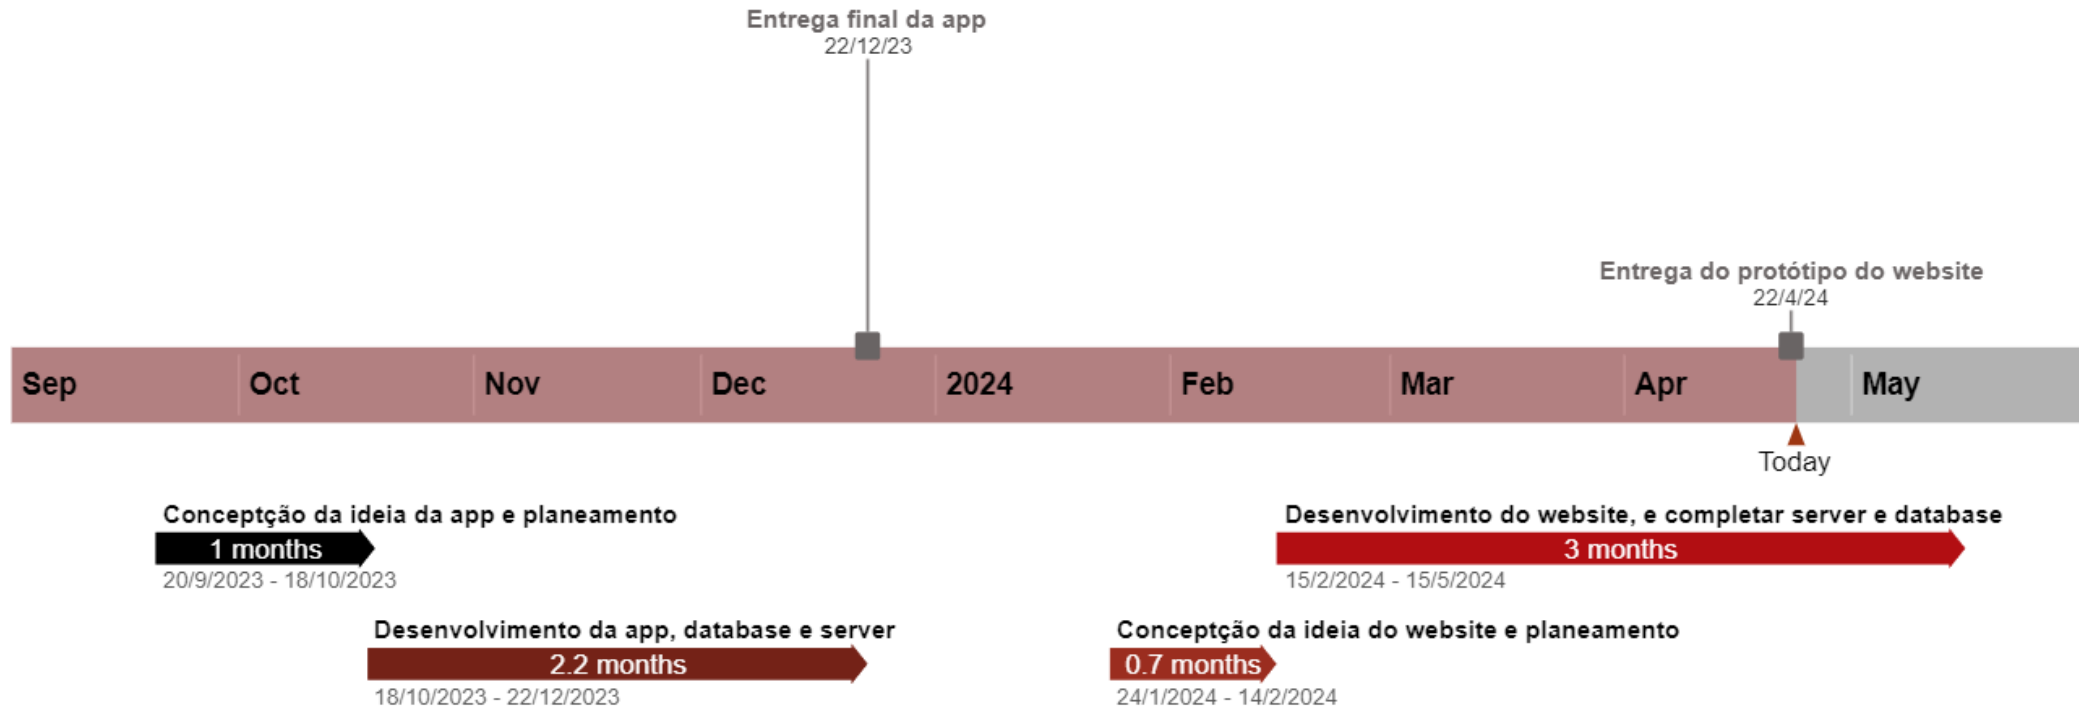 Entrega final da app
22/12/23
Entrega do protótipo do website
22/4/24
Sep Oct Nov Dec 2024 Feb Mar Apr May
Today
Conceptção da ideia da app e planeamento
1 months
20/9/2023 - 18/10/2023
Desenvolvimento do website, e completar server e database
3 months
15/2/2024 - 15/5/2024
Desenvolvimento da app, database e server
2.2 months
18/10/2023 - 22/12/2023
Conceptção da ideia do website e planeamento
0.7 months
24/1/2024 - 14/2/2024